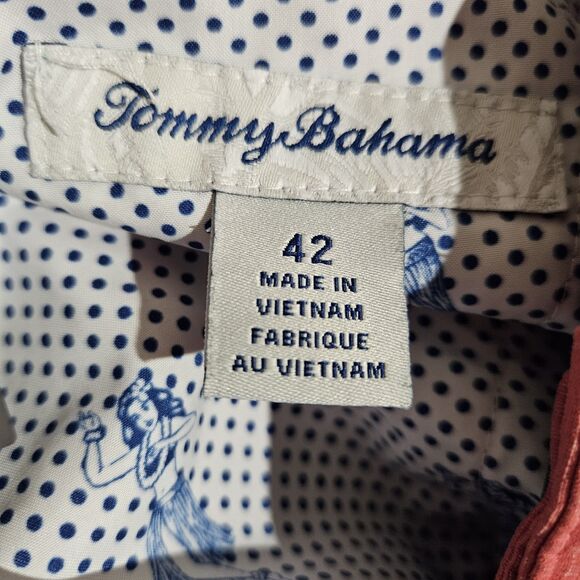 Tommy Bahama
42
MADE IN
VIETNAM
FABRIQUE
AU VIETNAM